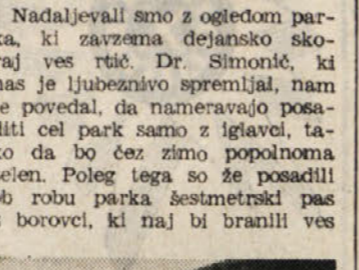 Nadaljevali smo z ogledom par-
ka, ki zavzema dejansko sko-
raj ves rtič. Dr. Simonič, ki
nas je ljubeznivo spremljal, nam
je povedal, da nameravajo posa-
diti cel park samo z iglavci, ta-
ko da bo čez zimo popolnoma
zelen. Poleg tega so že posadili
ob robu parka šestmetrski pas
z borovci, ki naj bi branili ves